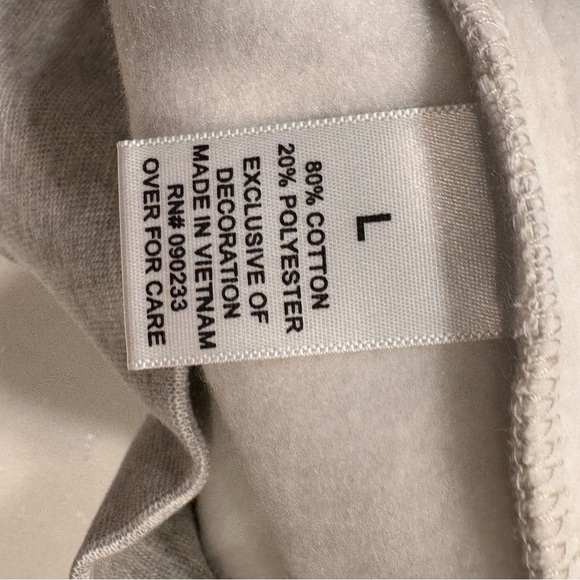 L
80% COTTON
20% POLYESTER
EXCLUSIVE OF
DECORATION
MADE IN VIETNAM
RN# 090233
OVER FOR CARE